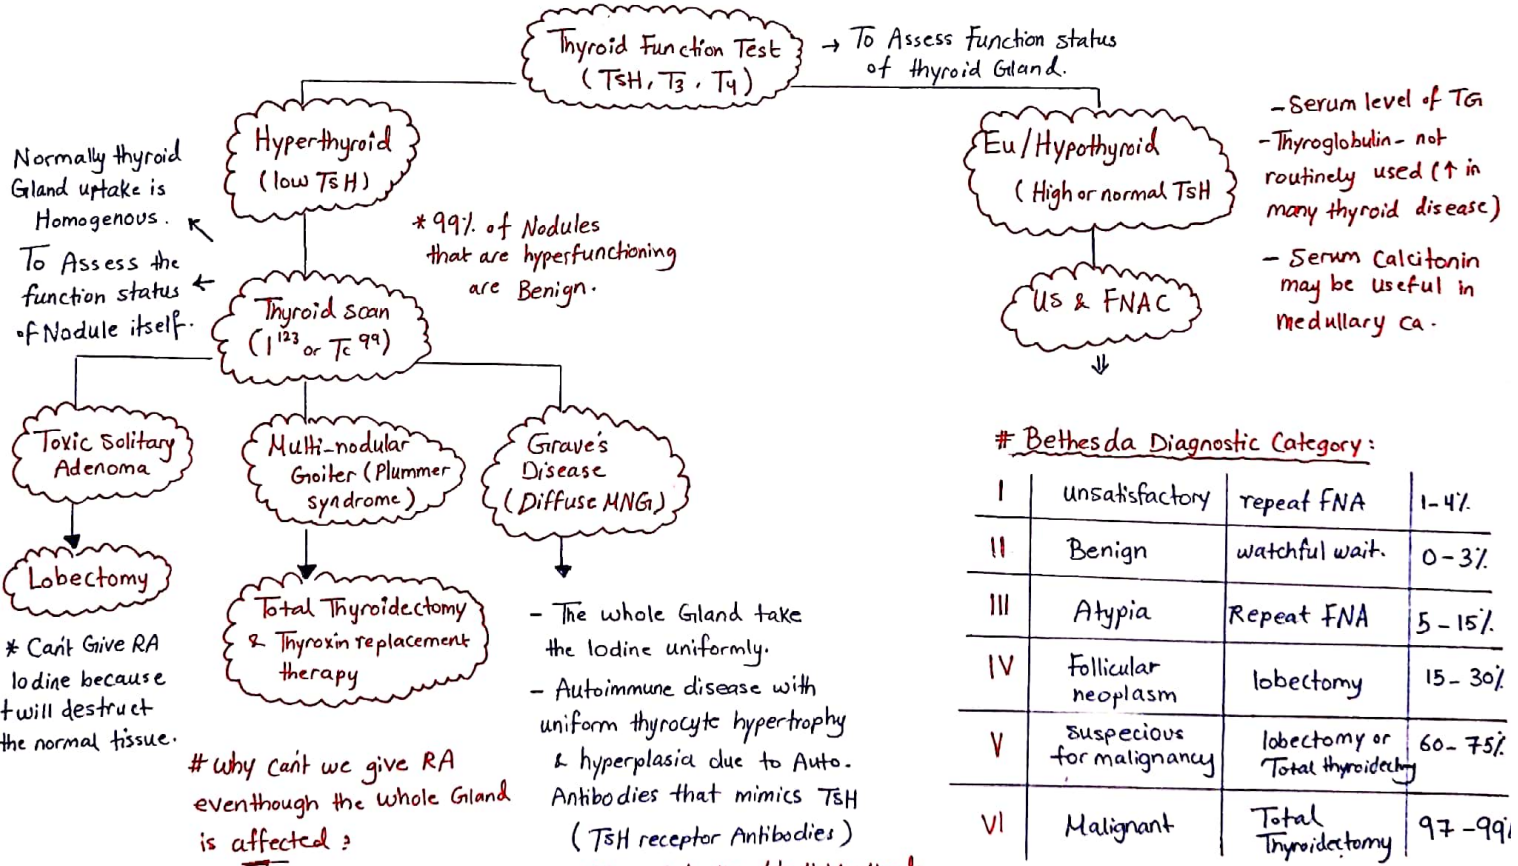 Thyroid Function Test
(TSH, T3, T4)
→ To Assess Function status
of thyroid Gland.
Hyperthyroid
(low TSH)
Normally thyroid
Gland uptake is
Homogenous.
To Assess the
function status
of Nodule itself.
* 99% of Nodules
that are hyperfunctioning
are Benign.
Thyroid scan
(I123 or Tc 99)
Toxic Solitary
Adenoma
Lobectomy
* Can't Give RA
Iodine because
it will destruct
the normal tissue.
Multi-nodular
Goiter (Plummer
syndrome)
Total Thyroidectomy
& Thyroxin replacement
therapy
# why can't we give RA
eventhough the whole Gland
is affected?
Grave's
Disease
(Diffuse MNG)
- The whole Gland take
the Iodine uniformly.
- Autoimmune disease with
uniform thyrocyte hypertrophy
& hyperplasia due to Auto-
Antibodies that mimics TSH
(TSH receptor Antibodies)
Eu/Hypothyroid
(High or normal TSH
US & FNAC
- Serum level of TG
- Thyroglobulin - not
routinely used (↑ in
many thyroid disease)
- Serum Calcitonin
may be useful in
medullary ca.
# Bethesda Diagnostic Category:
I unsatisfactory repeat FNA 1-4%
II Benign watchful wait. 0-3%
III Atypia Repeat FNA 5-15%
IV Follicular neoplasm lobectomy 15-30%
V suspecious for malignancy lobectomy or Total thyroidectmy 60-75%
VI Malignant Total Thyroidectomy 97-99%